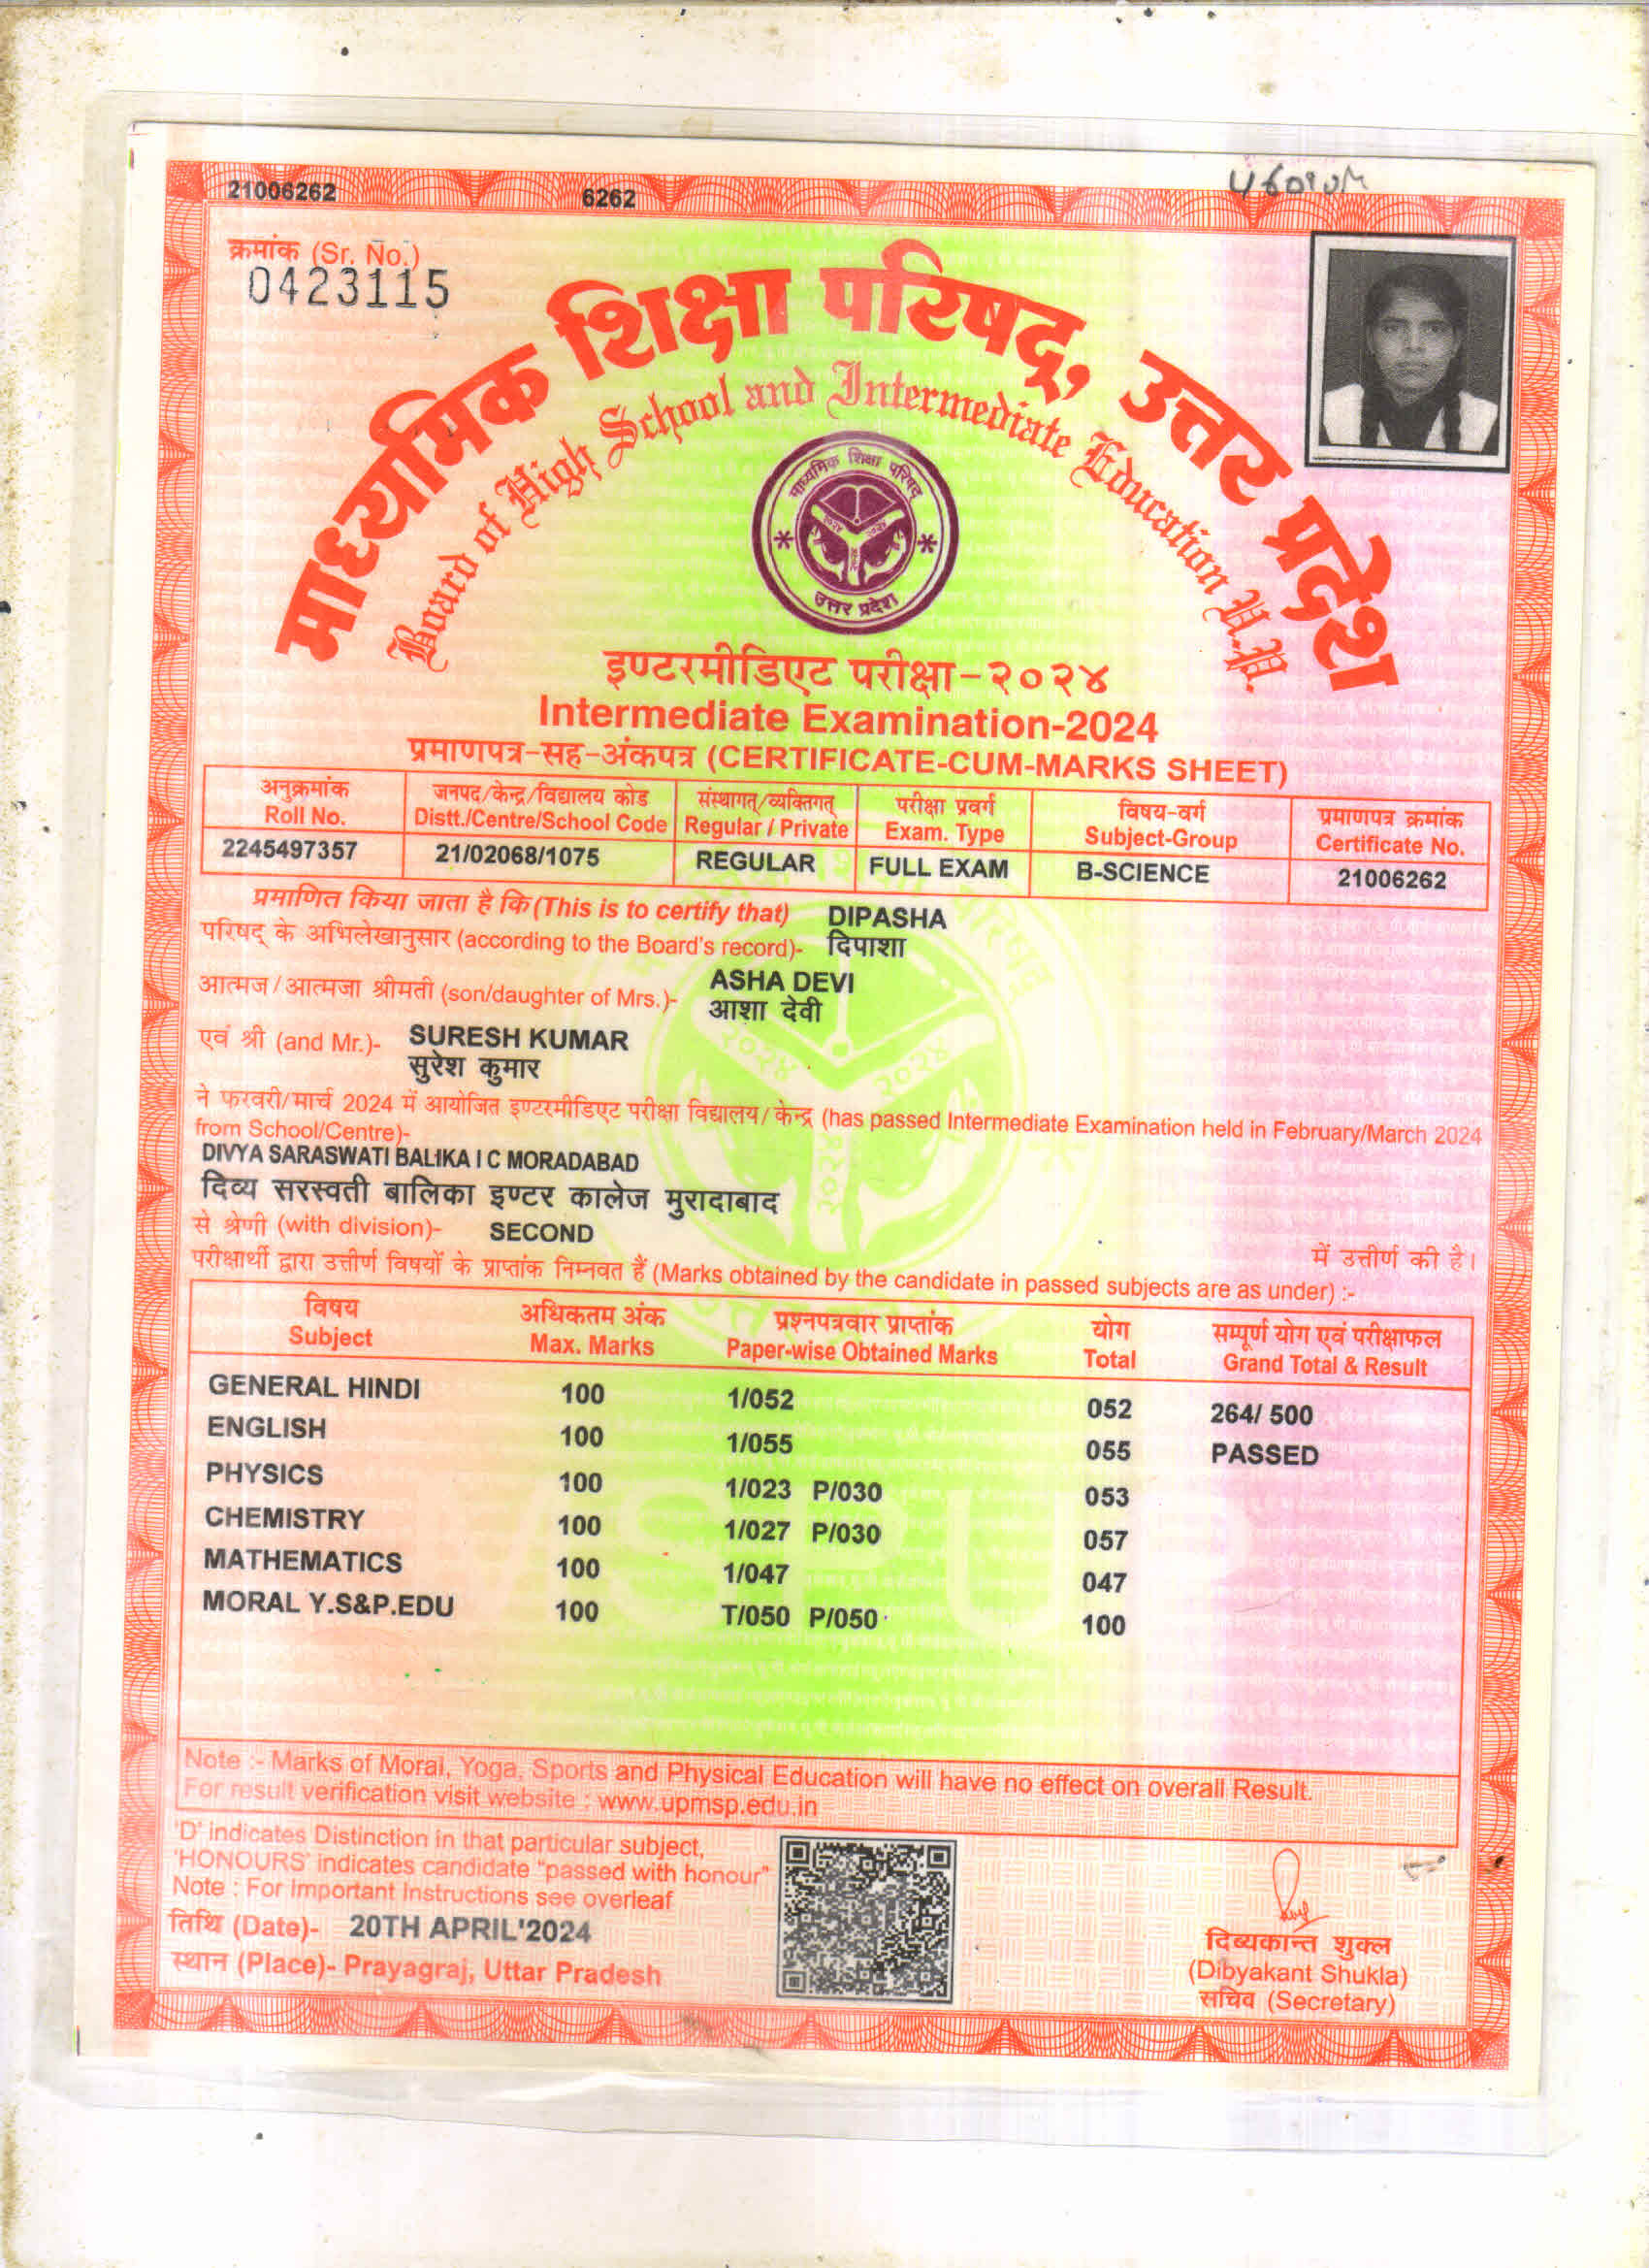 21006262 6262
क्रमांक (Sr. No.)
0423115
माध्यमिक शिक्षा परिषद्, उत्तर प्रदेश
Board of High School and Intermediate Education U.P.
माध्यमिक शिक्षा परिषद्
उत्तर प्रदेश
इण्टरमीडिएट परीक्षा-२०२४
Intermediate Examination-2024
प्रमाणपत्र-सह-अंकपत्र (CERTIFICATE-CUM-MARKS SHEET)
अनुक्रमांक जनपद/केन्द्र/विद्यालय कोड संस्थागत्/व्यक्तिगत् परीक्षा प्रवर्ग विषय-वर्ग प्रमाणपत्र क्रमांक
Roll No. Distt./Centre/School Code Regular / Private Exam. Type Subject-Group Certificate No.
2245497357 21/02068/1075 REGULAR FULL EXAM B-SCIENCE 21006262
प्रमाणित किया जाता है कि (This is to certify that) DIPASHA
परिषद् के अभिलेखानुसार (according to the Board's record)- दिपाशा
आत्मज/आत्मजा श्रीमती (son/daughter of Mrs.)- ASHA DEVI
आशा देवी
एवं श्री (and Mr.)- SURESH KUMAR
सुरेश कुमार
ने फरवरी/मार्च 2024 में आयोजित इण्टरमीडिएट परीक्षा विद्यालय/केन्द्र (has passed Intermediate Examination held in February/March 2024
from School/Centre)-
DIVYA SARASWATI BALIKA I C MORADABAD
दिव्य सरस्वती बालिका इण्टर कालेज मुरादाबाद
से श्रेणी (with division)- SECOND में उत्तीर्ण की है।
परीक्षार्थी द्वारा उत्तीर्ण विषयों के प्राप्तांक निम्नवत हैं (Marks obtained by the candidate in passed subjects are as under) :-
विषय अधिकतम अंक प्रश्नपत्रवार प्राप्तांक योग सम्पूर्ण योग एवं परीक्षाफल
Subject Max. Marks Paper-wise Obtained Marks Total Grand Total & Result
GENERAL HINDI 100 1/052 052 264/ 500
ENGLISH 100 1/055 055 PASSED
PHYSICS 100 1/023 P/030 053
CHEMISTRY 100 1/027 P/030 057
MATHEMATICS 100 1/047 047
MORAL Y.S&P.EDU 100 T/050 P/050 100
Note :- Marks of Moral, Yoga, Sports and Physical Education will have no effect on overall Result.
For result verification visit website : www.upmsp.edu.in
'D' indicates Distinction in that particular subject,
'HONOURS' indicates candidate "passed with honour"
Note : For Important Instructions see overleaf
तिथि (Date)- 20TH APRIL'2024
स्थान (Place)- Prayagraj, Uttar Pradesh
दिव्यकान्त शुक्ल
(Dibyakant Shukla)
सचिव (Secretary)